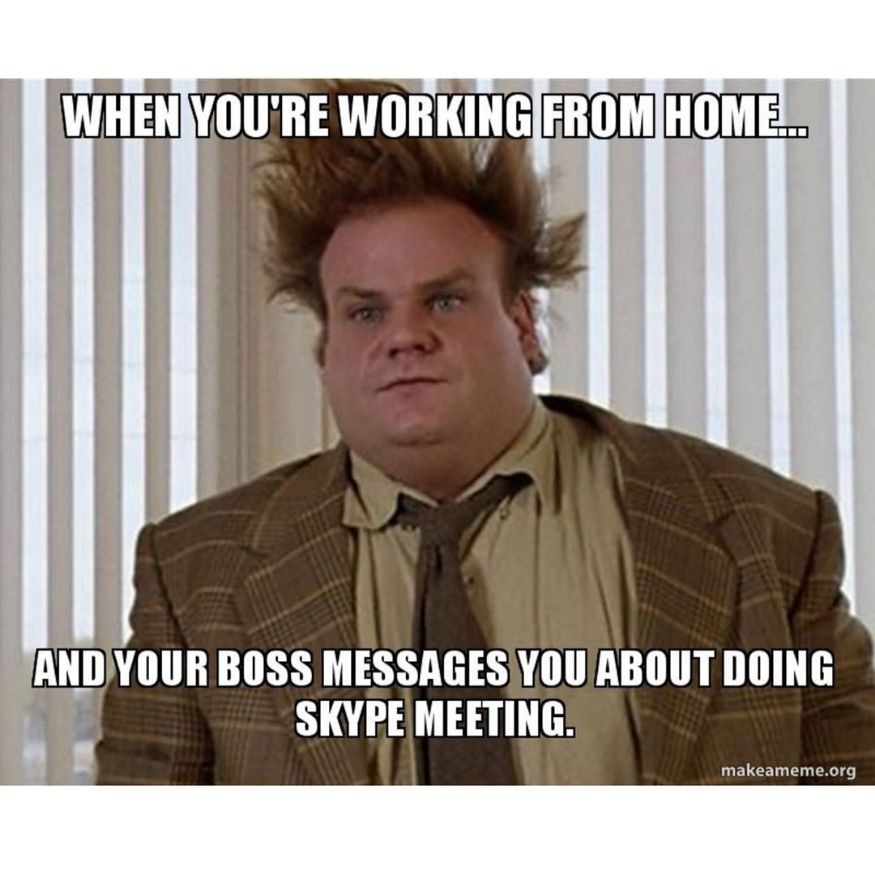 WHEN YOU'RE WORKING FROM HOME...
AND YOUR BOSS MESSAGES YOU ABOUT DOING
SKYPE MEETING.
makeameme.org